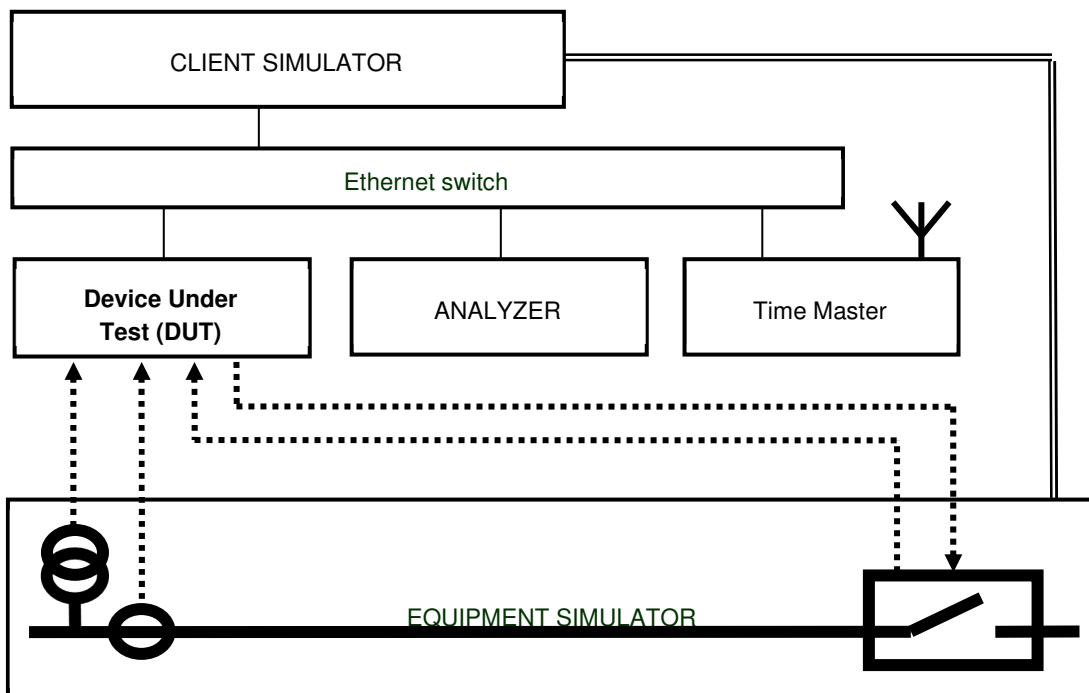 CLIENT SIMULATOR
Ethernet switch
Device Under
Test (DUT)
ANALYZER
Time Master
EQUIPMENT SIMULATOR